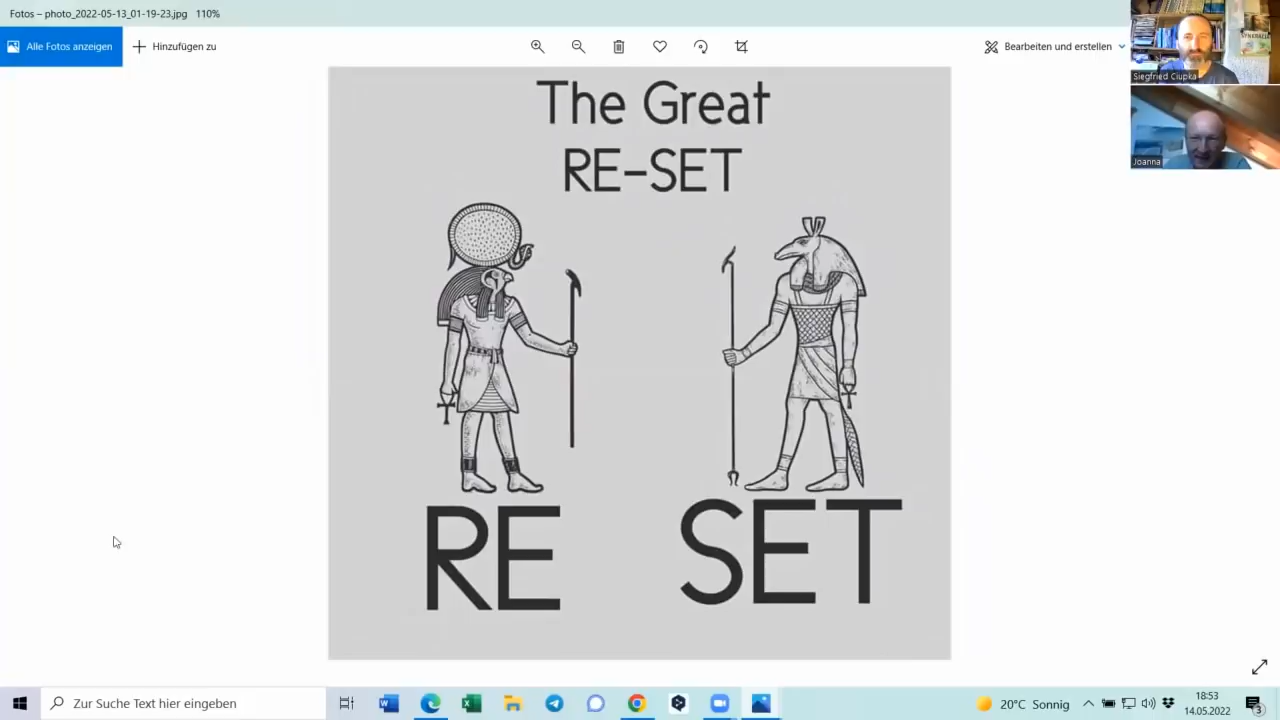 Fotos – photo_2022-05-13_01-19-23.jpg 110%
Alle Fotos anzeigen
Hinzufügen zu
Bearbeiten und erstellen
Siegfried Ciupka
Joanna
The Great
RE-SET
RE SET
Zur Suche Text hier eingeben
20°C Sonnig
18:53
14.05.2022
3